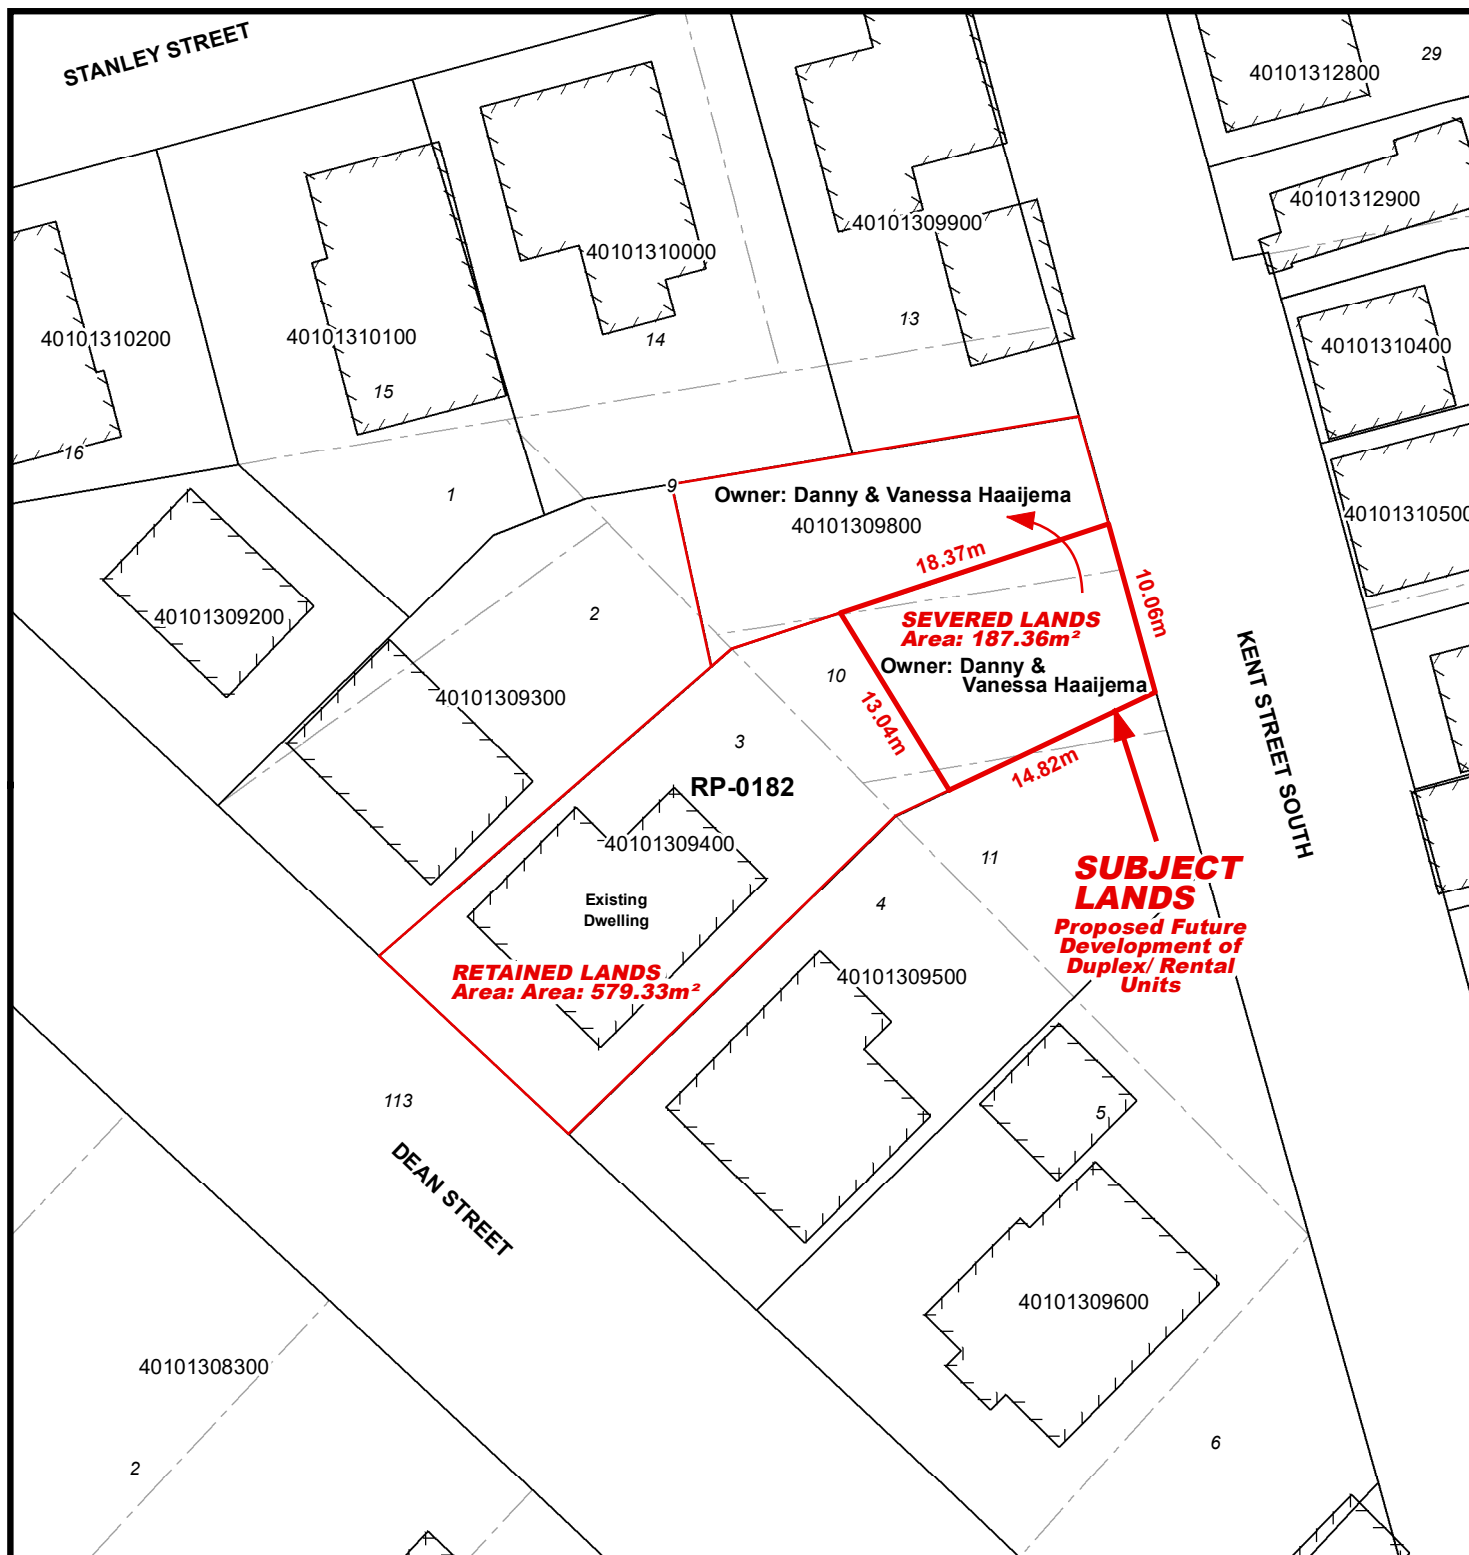 STANLEY STREET
29
40101312800
40101312900
40101309900
40101310000
13
40101310200
40101310100
14
40101310400
15
16
9
1
Owner: Danny & Vanessa Haaijema
40101309800
40101310500
18.37m
10.06m
40101309200
2
SEVERED LANDS
Area: 187.36m²
Owner: Danny &
Vanessa Haaijema
10
KENT STREET SOUTH
40101309300
13.04m
3
14.82m
RP-0182
40101309400
11
SUBJECT
LANDS
Proposed Future
Development of
Duplex/ Rental
Units
Existing
Dwelling
4
RETAINED LANDS
Area: Area: 579.33m²
40101309500
113
5
DEAN STREET
40101309600
40101308300
6
2